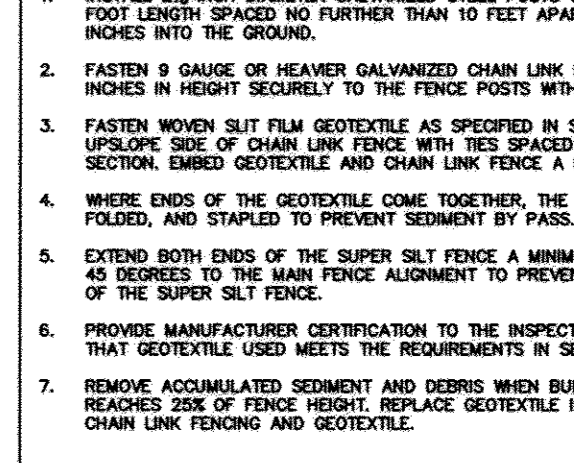 FOOT LENGTH SPACED NO FURTHER THAN 10 FEET
INCHES INTO THE GROUND.
2. FASTEN 9 GAUGE OR HEAVIER GALVANIZED CHAIN LINK
INCHES IN HEIGHT SECURELY TO THE FENCE POSTS
3. FASTEN WOVEN SLIT FILM GEOTEXTILE AS SPECIFIED IN
UPSLOPE SIDE OF CHAIN LINK FENCE WITH TIES SPACED
SECTION. EMBED GEOTEXTILE AND CHAIN LINK FENCE A
4. WHERE ENDS OF THE GEOTEXTILE COME TOGETHER, THE
FOLDED, AND STAPLED TO PREVENT SEDIMENT BY PASS.
5. EXTEND BOTH ENDS OF THE SUPER SILT FENCE A MINIM
45 DEGREES TO THE MAIN FENCE ALIGNMENT TO PREVE
OF THE SUPER SILT FENCE.
6. PROVIDE MANUFACTURER CERTIFICATION TO THE INSPECT
THAT GEOTEXTILE USED MEETS THE REQUIREMENTS IN
7. REMOVE ACCUMULATED SEDIMENT AND DEBRIS WHEN
REACHES 25% OF FENCE HEIGHT. REPLACE GEOTEXTILE
CHAIN LINK FENCING AND GEOTEXTILE.